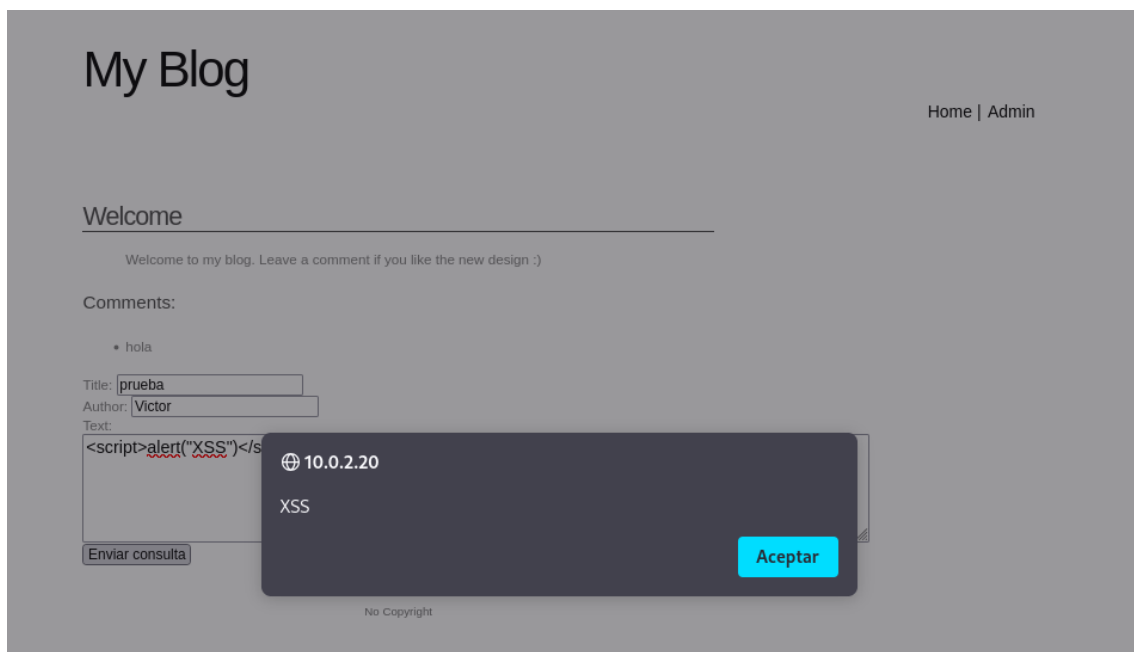 My Blog
Home | Admin
Welcome
Welcome to my blog. Leave a comment if you like the new design :)
Comments:
• hola
Title: prueba
Author: Victor
Text:
<script>alert("XSS")</s
10.0.2.20
XSS
Aceptar
Enviar consulta
No Copyright